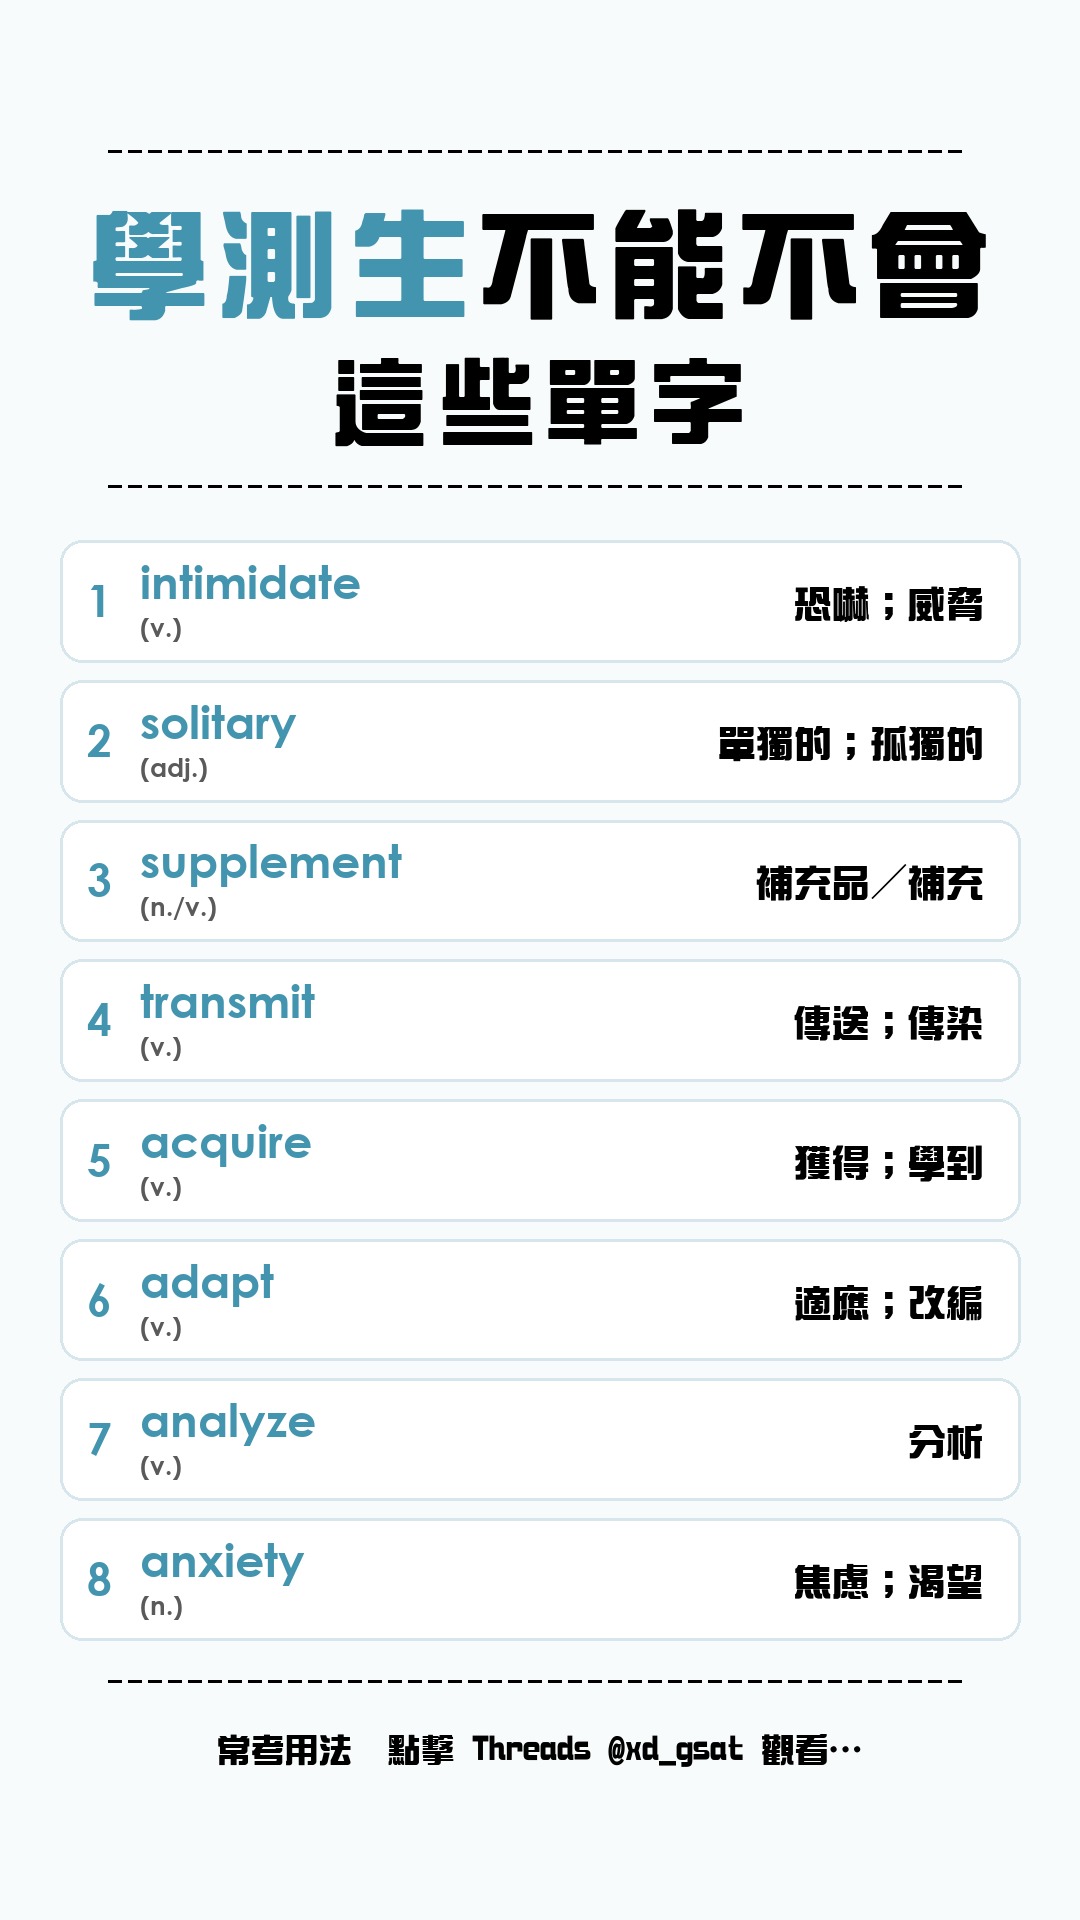 學測生不能不會
這些單字
1 intimidate 恐嚇；威脅
(v.)
2 solitary 單獨的；孤獨的
(adj.)
3 supplement 補充品／補充
(n./v.)
4 transmit 傳送；傳染
(v.)
5 acquire 獲得；學到
(v.)
6 adapt 適應；改編
(v.)
7 analyze 分析
(v.)
8 anxiety 焦慮；渴望
(n.)
常考用法　點擊 Threads @xd_gsat 觀看…